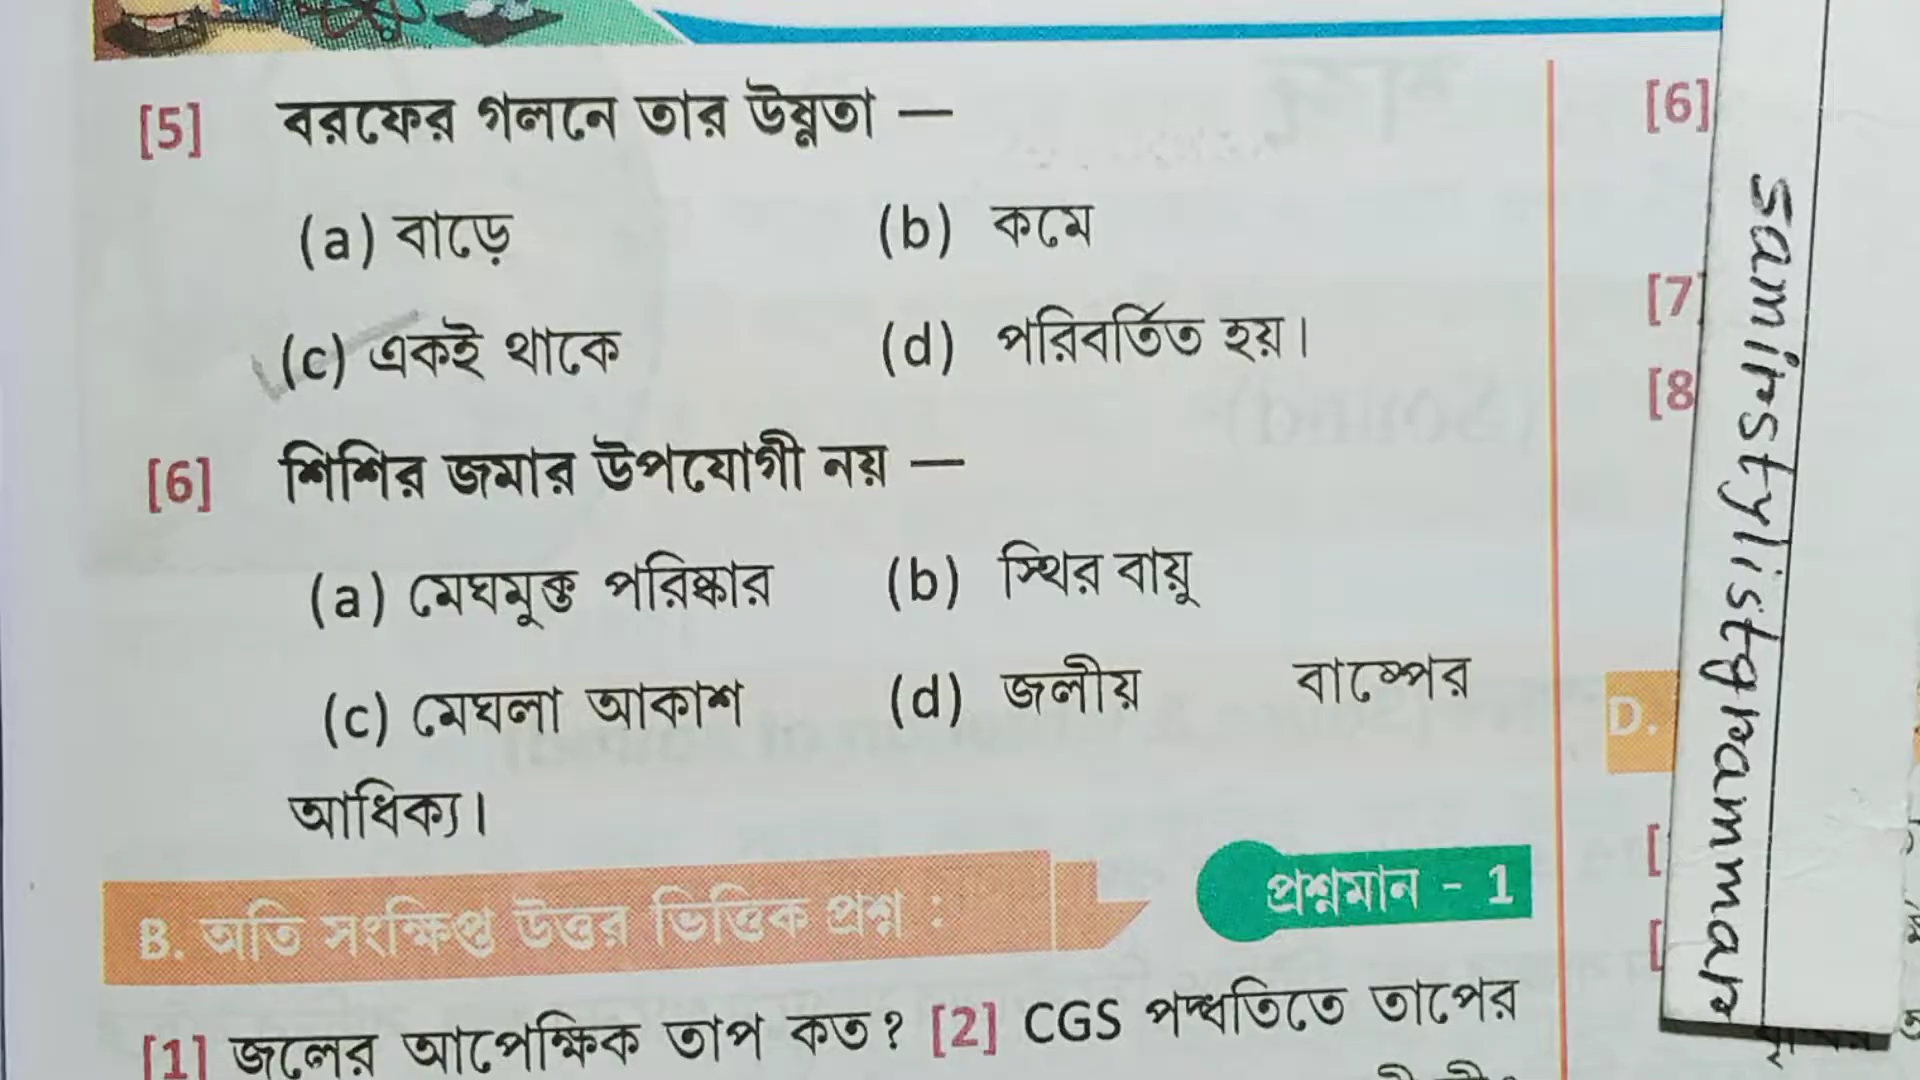 [5] বরফের গলনে তার উষ্ণতা —
(a) বাড়ে (b) কমে
(c) একই থাকে (d) পরিবর্তিত হয়।
[6] শিশির জমার উপযোগী নয় —
(a) মেঘমুক্ত পরিষ্কার (b) স্থির বায়ু
(c) মেঘলা আকাশ (d) জলীয় বাষ্পের
আধিক্য।
B. অতি সংক্ষিপ্ত উত্তর ভিত্তিক প্রশ্ন :
প্রশ্নমান - 1
[1] জলের আপেক্ষিক তাপ কত? [2] CGS পদ্ধতিতে তাপের
[6]
[7
[8
D.
samirstylistgrammar